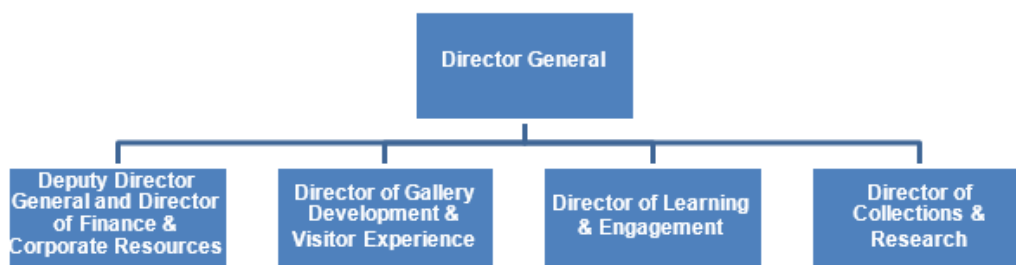 Director General
Deputy Director
General and Director
of Finance &
Corporate Resources
Director of Gallery
Development &
Visitor Experience
Director of Learning
& Engagement
Director of
Collections &
Research